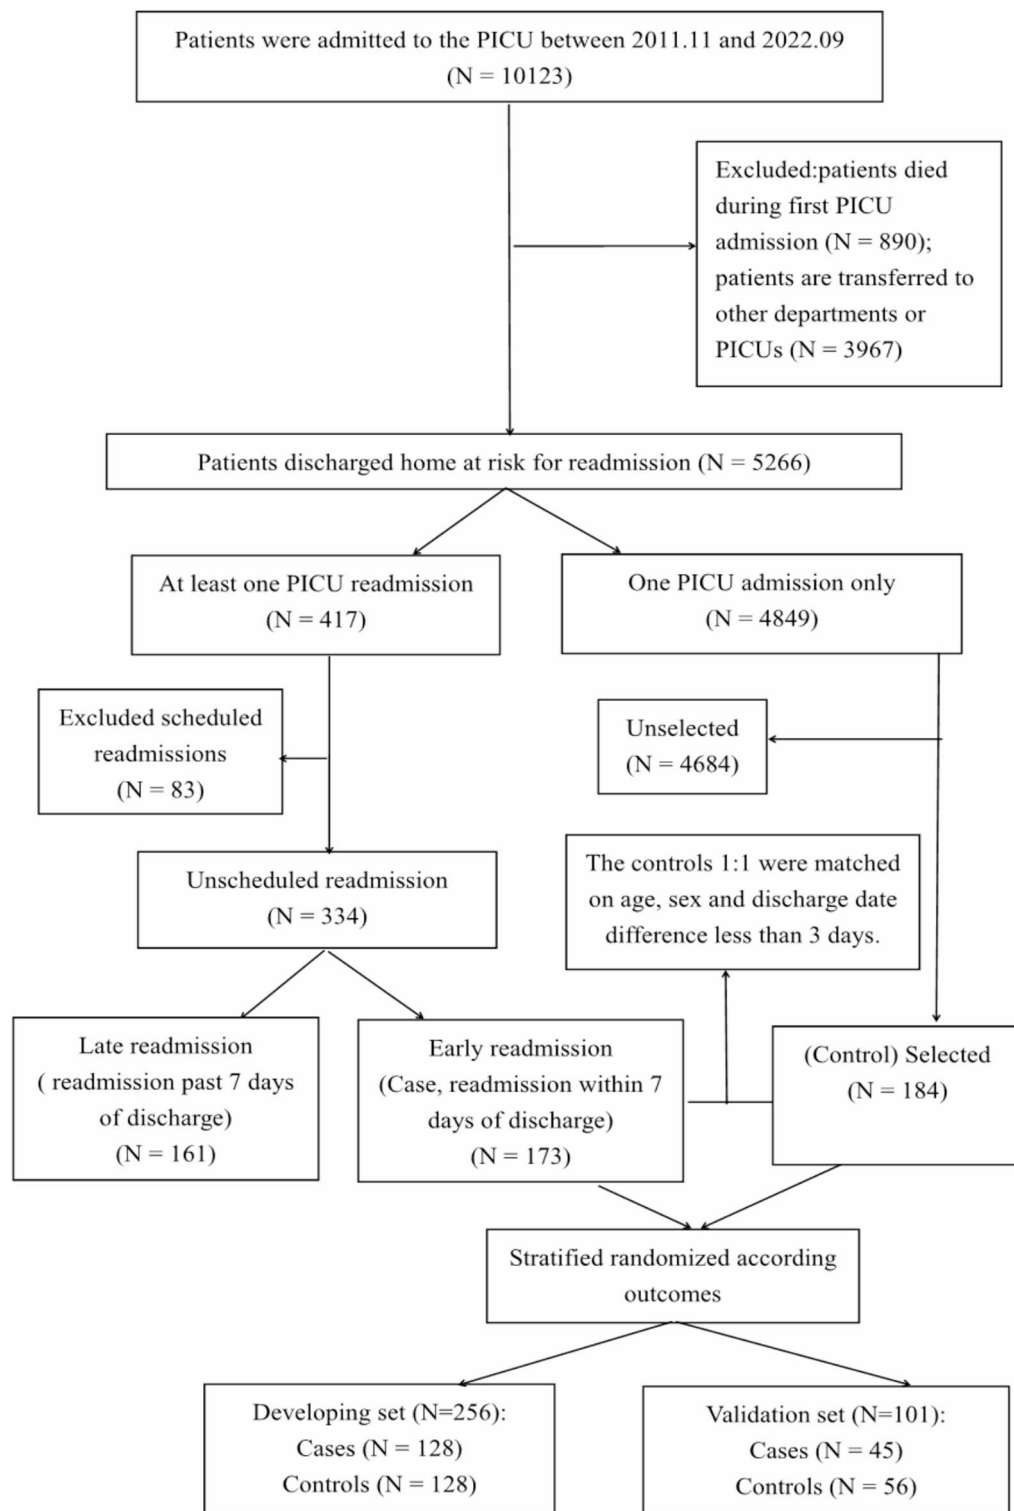 Patients were admitted to the PICU between 2011.11 and 2022.09
(N = 10123)
Excluded:patients died
during first PICU
admission (N = 890);
patients are transferred to
other departments or
PICUs (N = 3967)
Patients discharged home at risk for readmission (N = 5266)
At least one PICU readmission
(N = 417)
One PICU admission only
(N = 4849)
Excluded scheduled
readmissions
(N = 83)
Unselected
(N = 4684)
Unscheduled readmission
(N = 334)
The controls 1:1 were matched
on age, sex and discharge date
difference less than 3 days.
Late readmission
( readmission past 7 days
of discharge)
(N = 161)
Early readmission
(Case, readmission within 7
days of discharge)
(N = 173)
(Control) Selected
(N = 184)
Stratified randomized according
outcomes
Developing set (N=256):
Cases (N = 128)
Controls (N = 128)
Validation set (N=101):
Cases (N = 45)
Controls (N = 56)